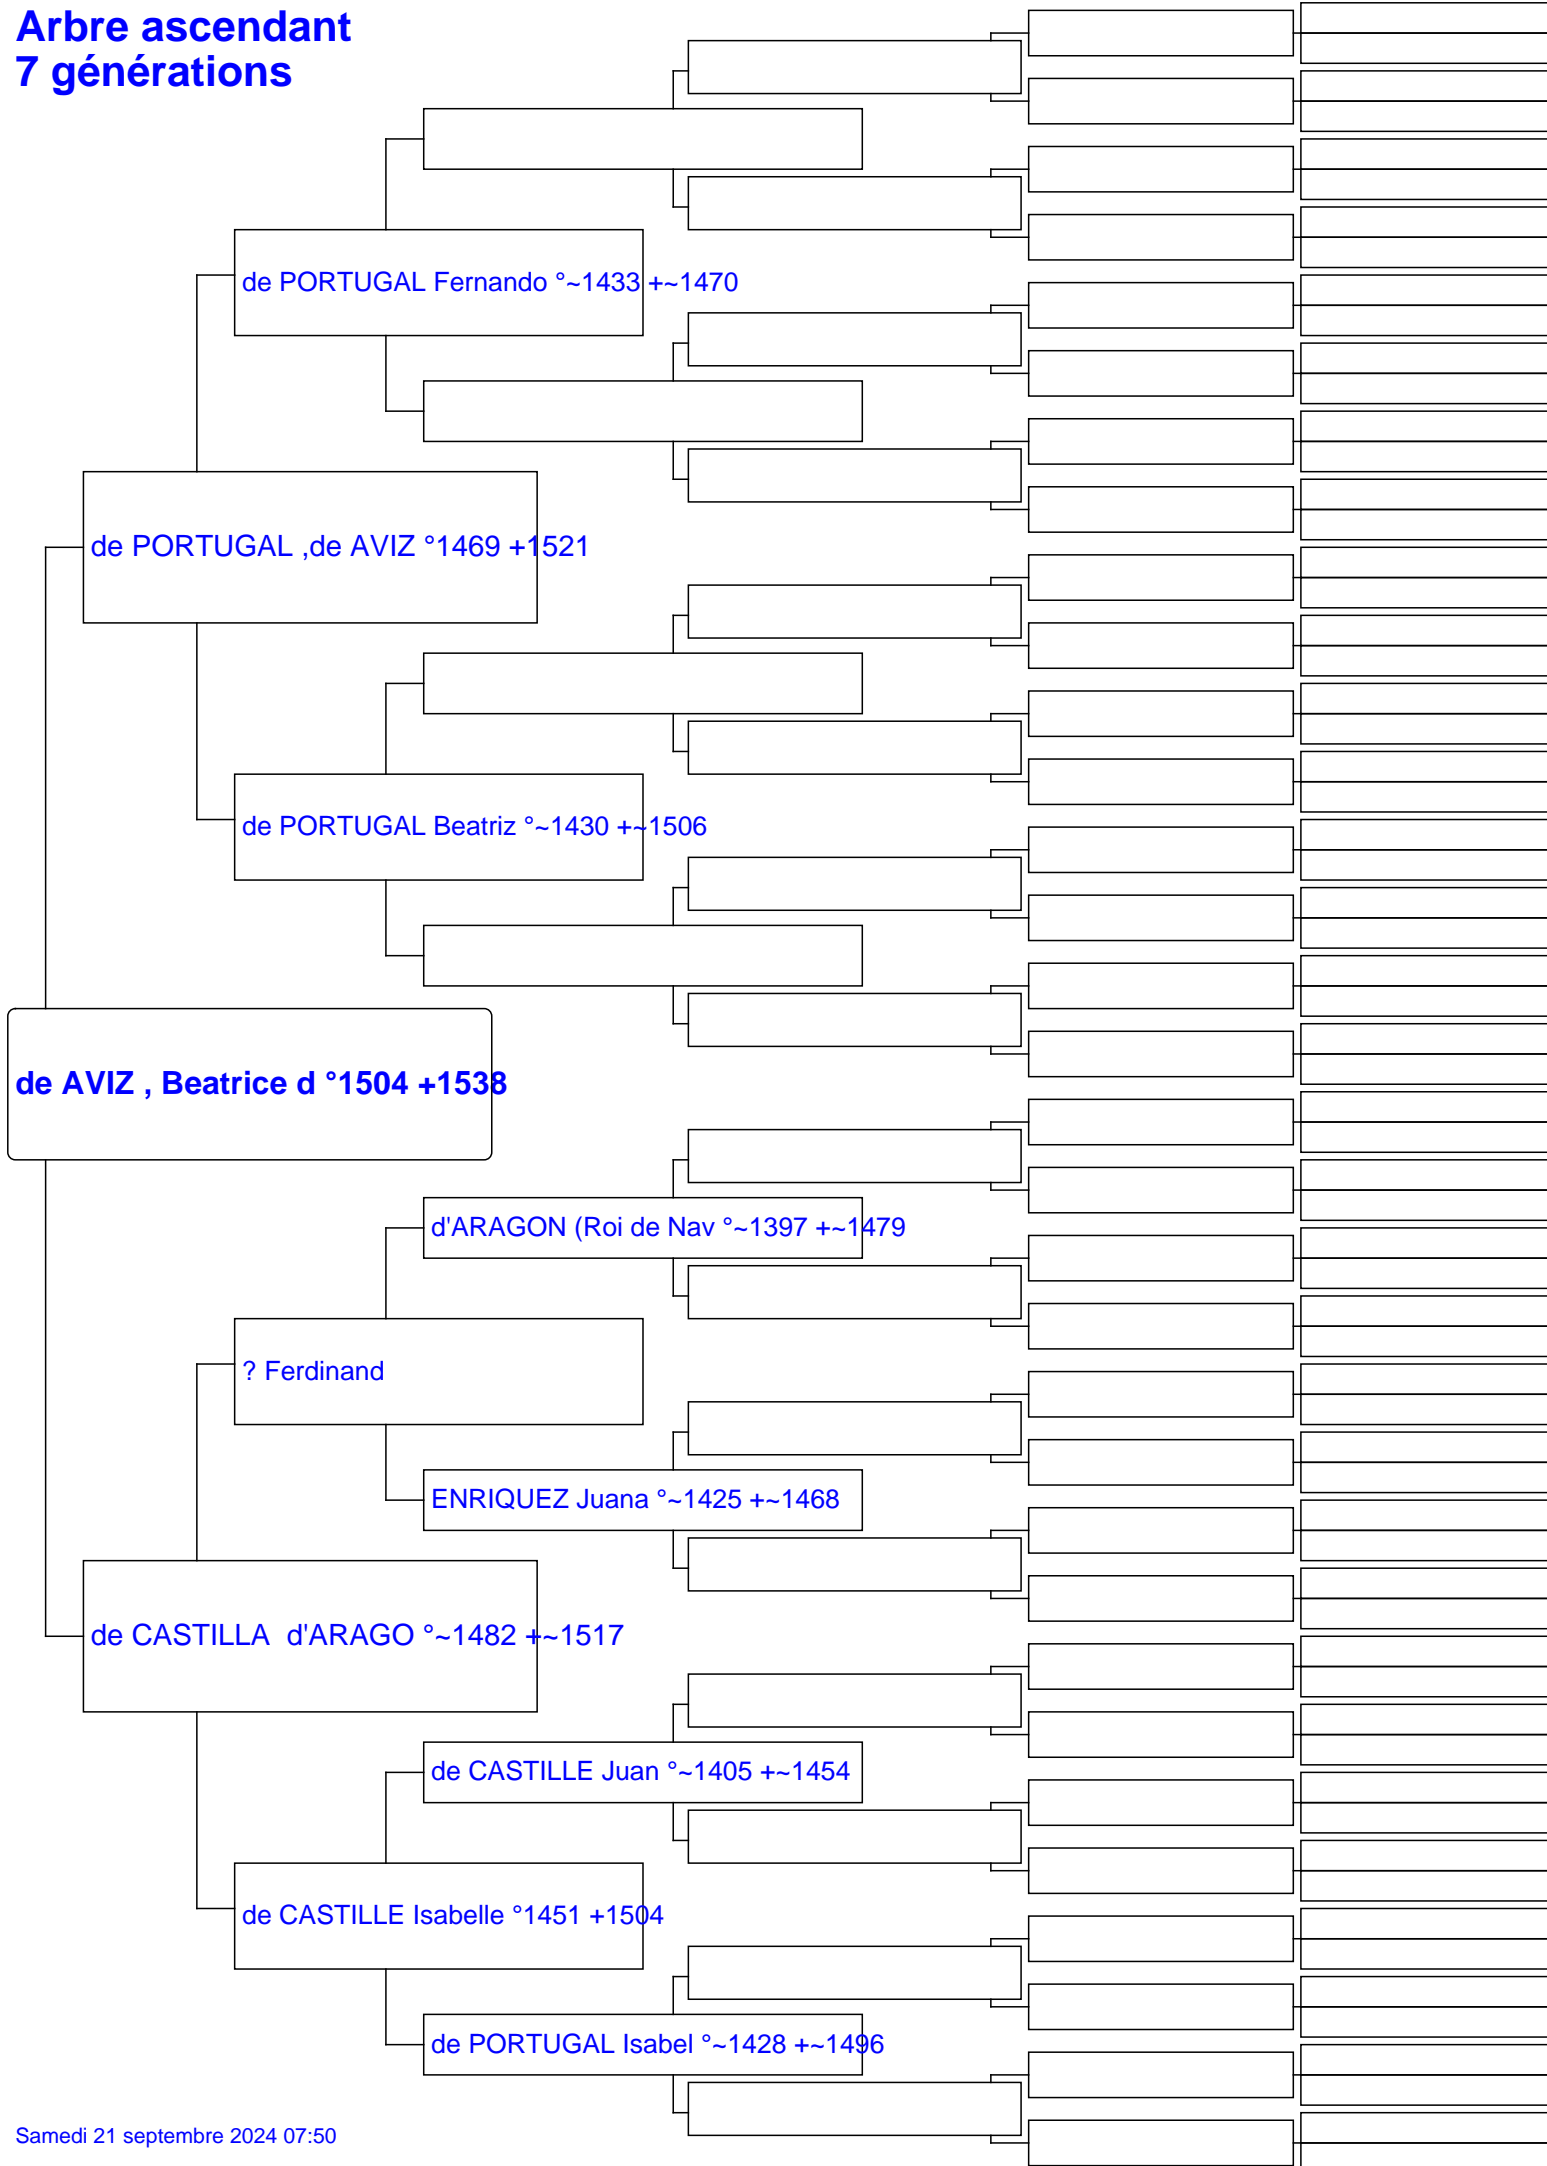 Arbre ascendant
7 générations
de PORTUGAL Fernando °~1433 +~1470
de PORTUGAL ,de AVIZ °1469 +1521
de PORTUGAL Beatriz °~1430 +~1506
de AVIZ , Beatrice d °1504 +1538
d'ARAGON (Roi de Nav °~1397 +~1479
? Ferdinand
ENRIQUEZ Juana °~1425 +~1468
de CASTILLA  d'ARAGO °~1482 +~1517
de CASTILLE Juan °~1405 +~1454
de CASTILLE Isabelle °1451 +1504
de PORTUGAL Isabel °~1428 +~1496
Samedi 21 septembre 2024 07:50